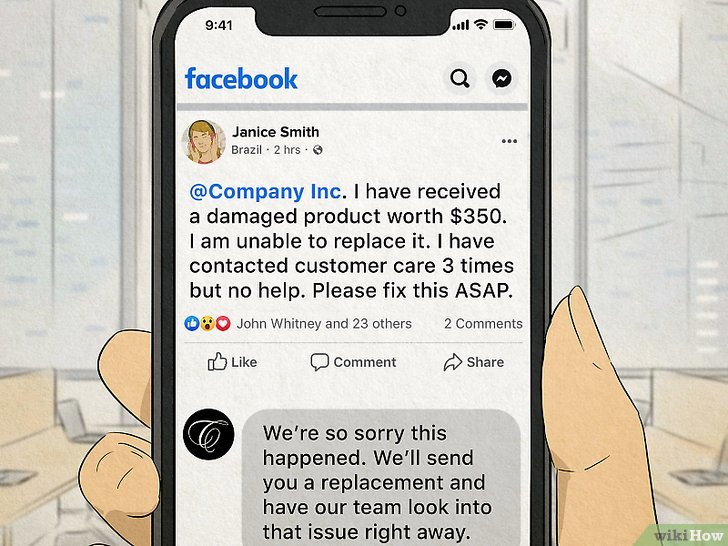 9:41
facebook
Janice Smith
Brazil · 2 hrs ·
@Company Inc. I have received
a damaged product worth $350.
I am unable to replace it. I have
contacted customer care 3 times
but no help. Please fix this ASAP.
John Whitney and 23 others 2 Comments
Like Comment Share
We're so sorry this
happened. We'll send
you a replacement and
have our team look into
that issue right away.
wikiHow